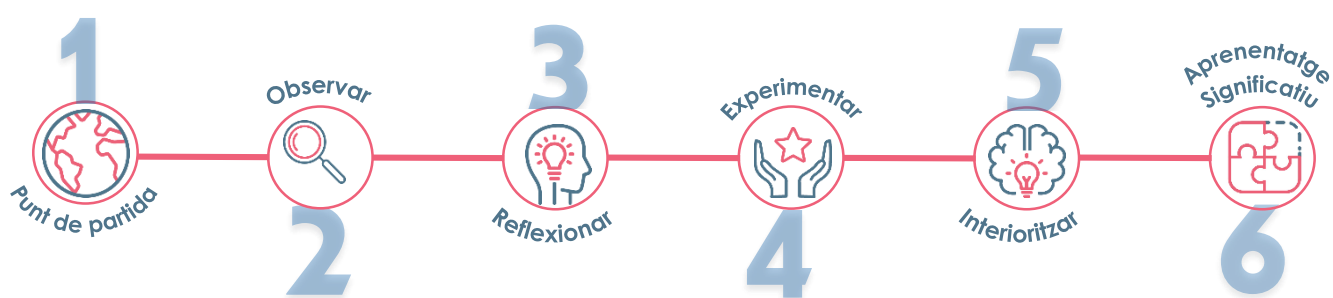 1
Punt de partida
Observar
2
3
Reflexionar
Experimentar
4
5
Interioritzar
Aprenentatge
Significatiu
6